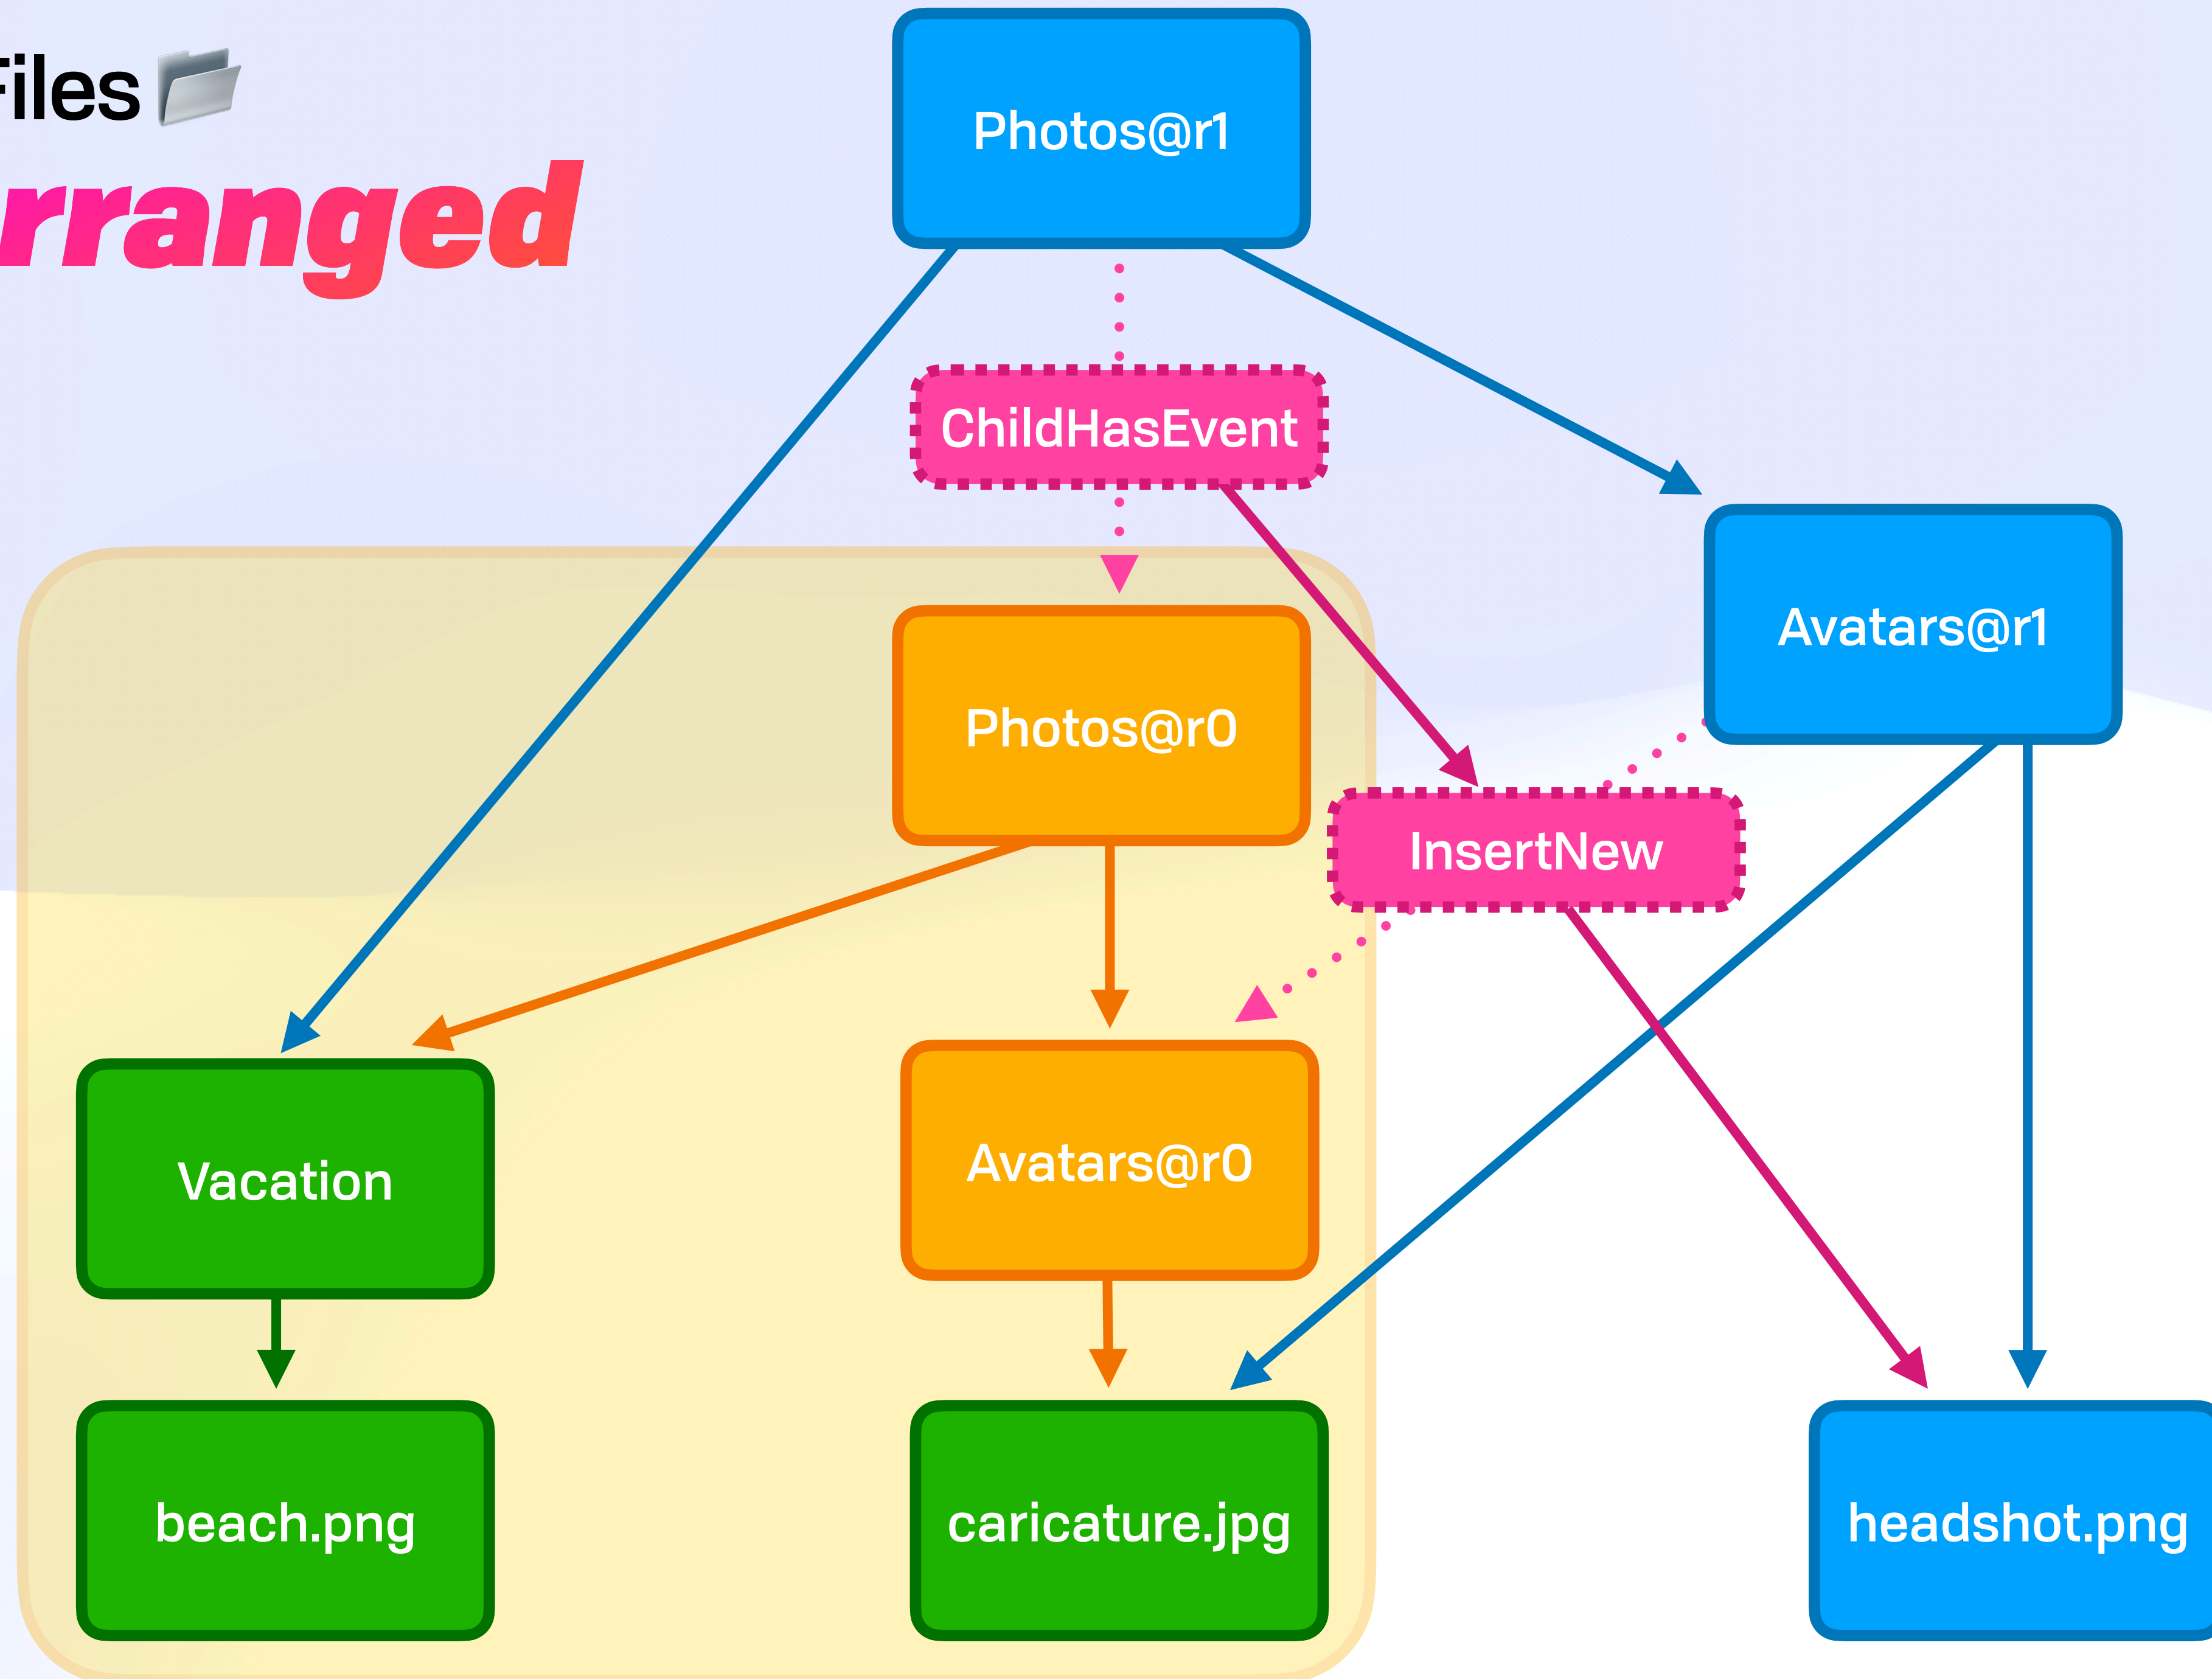 Files
rranged
Photos@r1
ChildHasEvent
Avatars@r1
Photos@r0
InsertNew
Vacation
Avatars@r0
beach.png
caricature.jpg
headshot.png